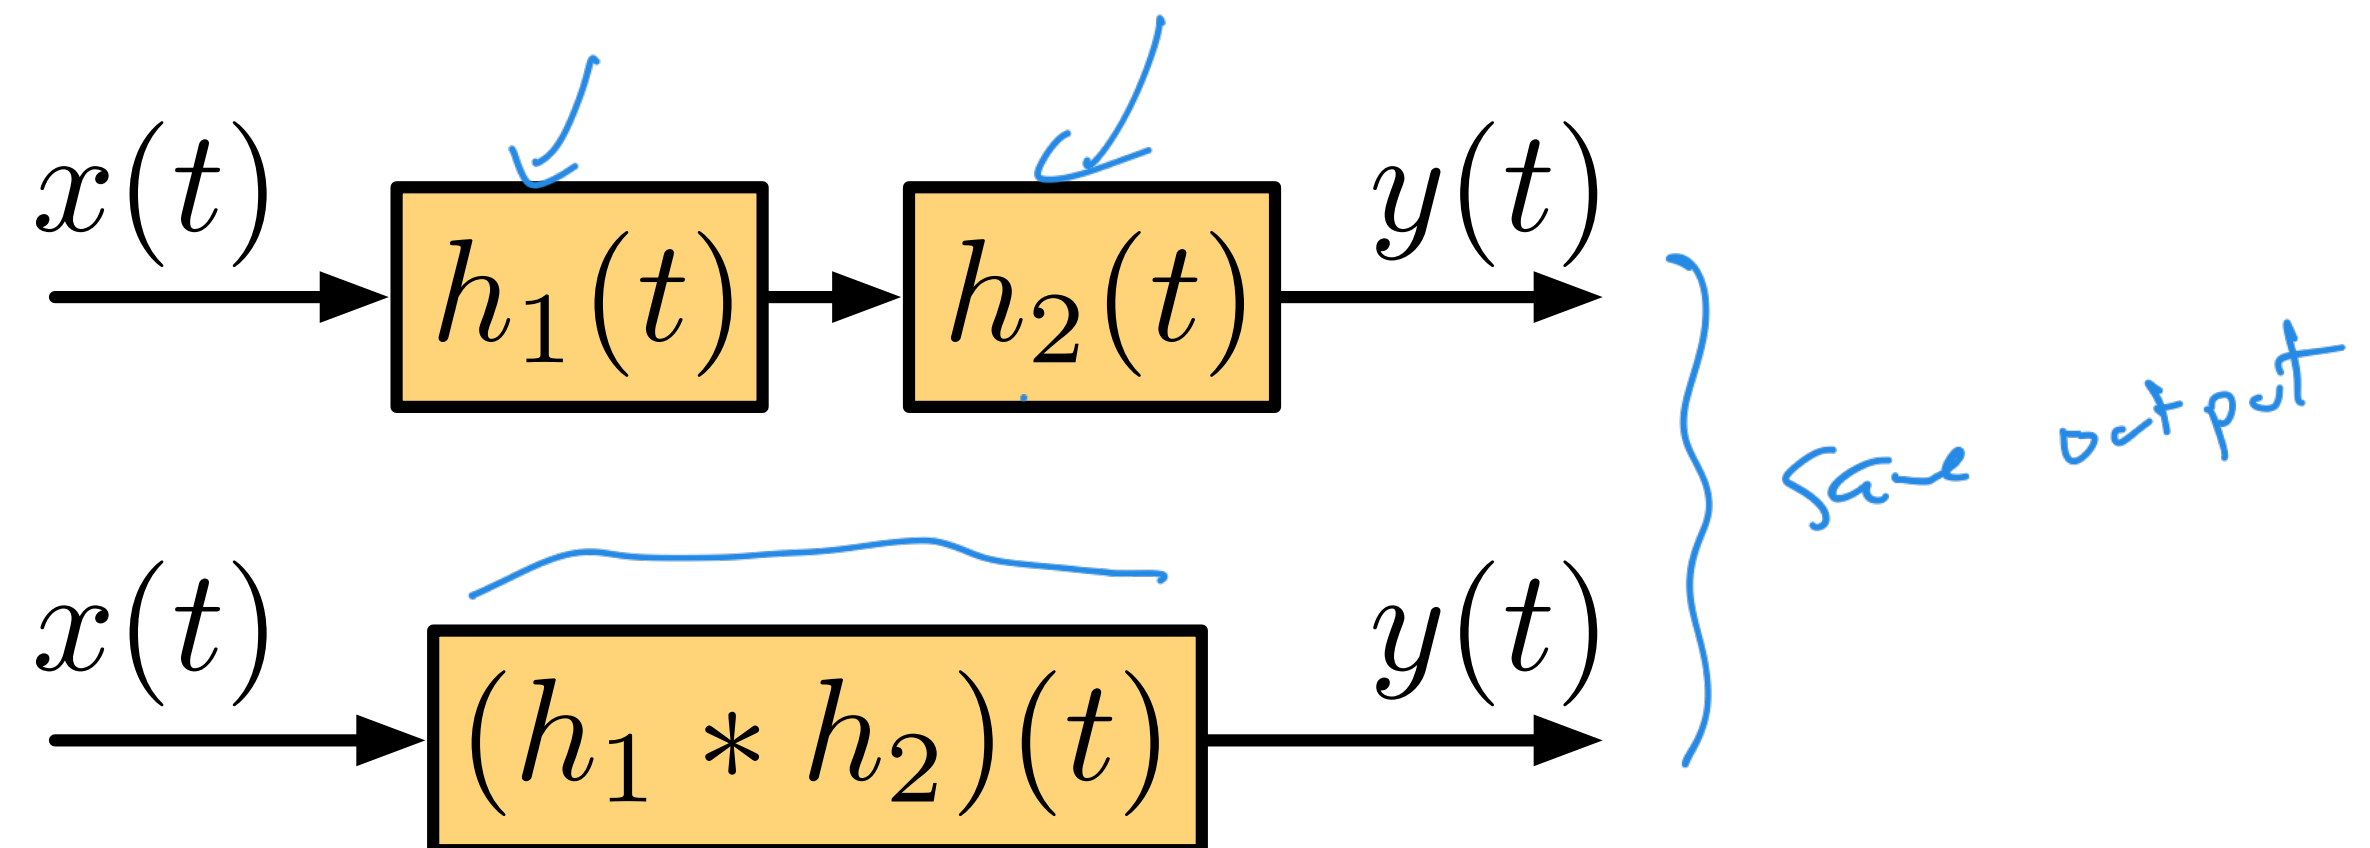 x(t) h₁(t) h₂(t) y(t)
same output
x(t) (h₁ * h₂)(t) y(t)